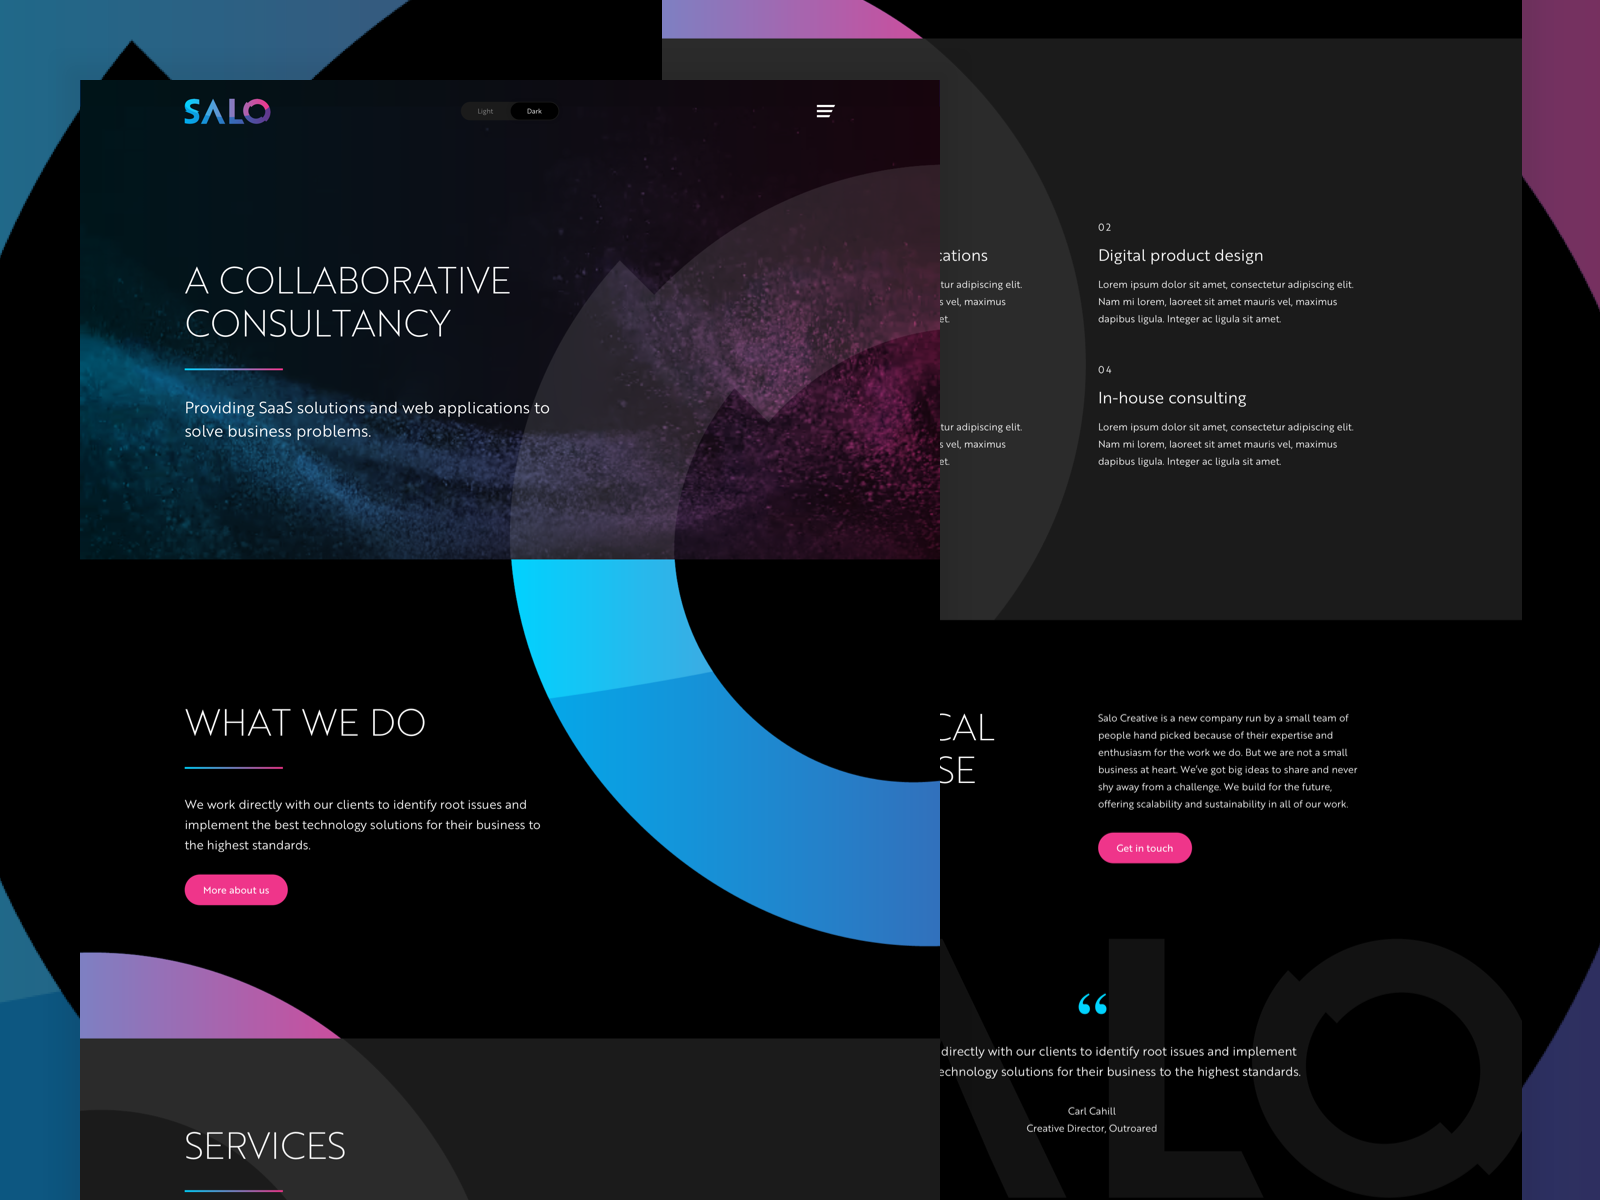 SALO
Light
Dark
A COLLABORATIVE
CONSULTANCY
Providing SaaS solutions and web applications to
solve business problems.
WHAT WE DO
We work directly with our clients to identify root issues and
implement the best technology solutions for their business to
the highest standards.
More about us
SERVICES
02
Digital product design
Lorem ipsum dolor sit amet, consectetur adipiscing elit.
Nam mi lorem, laoreet sit amet mauris vel, maximus
dapibus ligula. Integer ac ligula sit amet.
adipiscing elit.
vel, maximus
04
In-house consulting
Lorem ipsum dolor sit amet, consectetur adipiscing elit.
Nam mi lorem, laoreet sit amet mauris vel, maximus
dapibus ligula. Integer ac ligula sit amet.
adipiscing elit.
vel, maximus
Salo Creative is a new company run by a small team of
people hand picked because of their expertise and
enthusiasm for the work we do. But we are not a small
business at heart. We've got big ideas to share and never
shy away from a challenge. We build for the future,
offering scalability and sustainability in all of our work.
Get in touch
“
directly with our clients to identify root issues and implement
solutions for their business to the highest standards.
Carl Cahill
Creative Director, Outroared